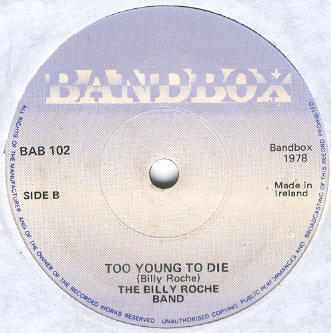 BANDBOX
BAB 102
SIDE B
Bandbox
1978
Made in
Ireland
TOO YOUNG TO DIE
(Billy Roche)
THE BILLY ROCHE
BAND
ALL RIGHTS OF THE MANUFACTURER AND OF THE OWNER OF THE RECORDED WORKS RESERVED. UNAUTHORISED COPYING PUBLIC PERFORMANCES AND BROADCASTING OF THIS RECORD PROHIBITED